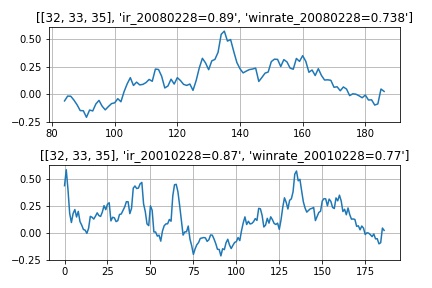 [[32, 33, 35], 'ir_20080228=0.89', 'winrate_20080228=0.738']
0.50
0.25
0.00
−0.25
80 100 120 140 160 180
[[32, 33, 35], 'ir_20010228=0.87', 'winrate_20010228=0.77']
0.50
0.25
0.00
−0.25
0 25 50 75 100 125 150 175